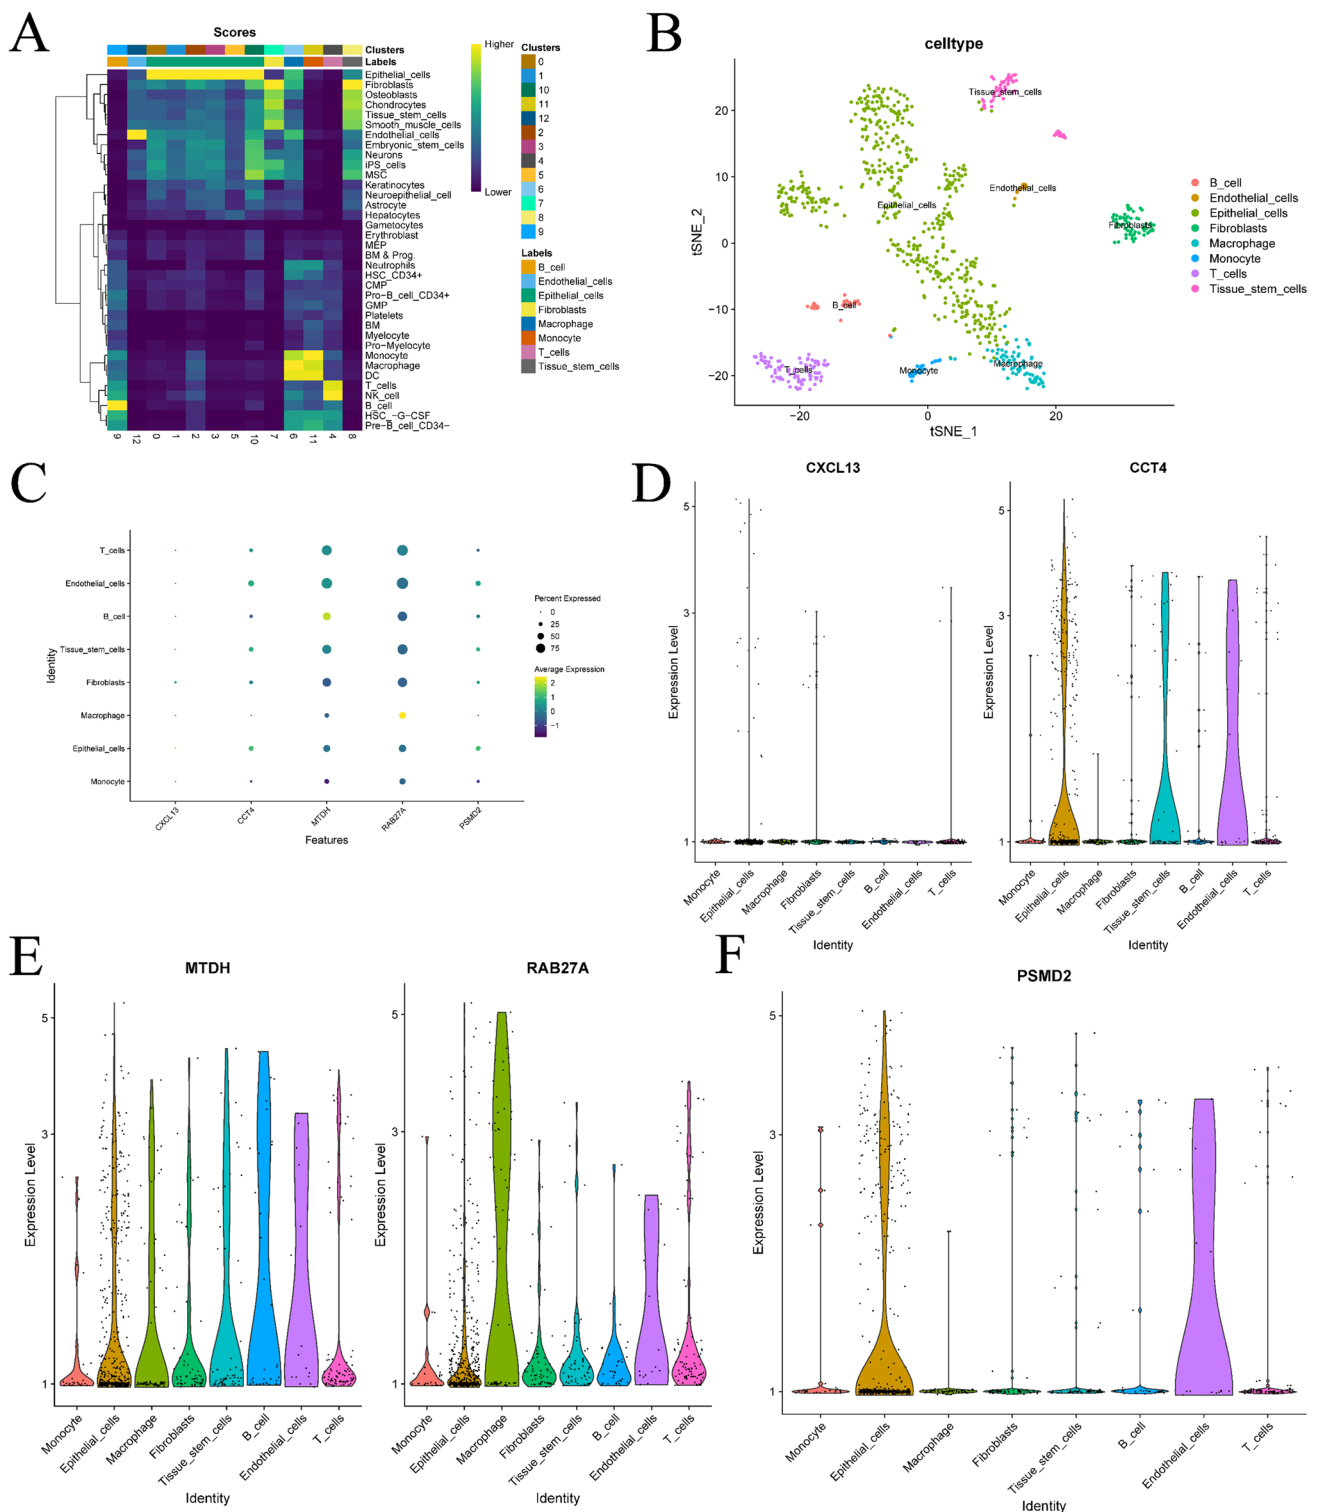 A
Scores
Clusters
Labels
Epithelial_cells
Fibroblasts
Osteoblasts
Chondrocytes
Tissue_stem_cells
Smooth_muscle_cells
Endothelial_cells
Embryonic_stem_cells
Neurons
iPS_cells
MSC
Keratinocytes
Neuroepithelial_cell
Astrocyte
Hepatocytes
Gametocytes
Erythroblast
MEP
BM & Prog.
Neutrophils
HSC_CD34+
CMP
Pro-B_cell_CD34+
GMP
Platelets
BM
Myelocyte
Pro-Myelocyte
Monocyte
Macrophage
DC
T_cells
NK_cell
B_cell
HSC_-G-CSF
Pre-B_cell_CD34-
9 12 0 1 2 3 5 10 7 6 11 4 8
Higher
Lower
Clusters
0
1
10
11
12
2
3
4
5
6
7
8
9
Labels
B_cell
Endothelial_cells
Epithelial_cells
Fibroblasts
Macrophage
Monocyte
T_cells
Tissue_stem_cells
B
celltype
tSNE_2
20
10
0
−10
−20
Tissue_stem_cells
Endothelial_cells
Epithelial_cells
Fibroblasts
B_cell
T_cells
Monocyte
Macrophage
−20 0 20
tSNE_1
B_cell
Endothelial_cells
Epithelial_cells
Fibroblasts
Macrophage
Monocyte
T_cells
Tissue_stem_cells
C
Identity
T_cells
Endothelial_cells
B_cell
Tissue_stem_cells
Fibroblasts
Macrophage
Epithelial_cells
Monocyte
CXCL13 CCT4 MTDH RAB27A PSMD2
Features
Percent Expressed
0
25
50
75
Average Expression
2
1
0
−1
D
CXCL13
Expression Level
5
3
1
Monocyte Epithelial_cells Macrophage Fibroblasts Tissue_stem_cells B_cell Endothelial_cells T_cells
Identity
CCT4
Expression Level
5
3
1
Monocyte Epithelial_cells Macrophage Fibroblasts Tissue_stem_cells B_cell Endothelial_cells T_cells
Identity
E
MTDH
Expression Level
5
3
1
Monocyte Epithelial_cells Macrophage Fibroblasts Tissue_stem_cells B_cell Endothelial_cells T_cells
Identity
RAB27A
Expression Level
5
3
1
Monocyte Epithelial_cells Macrophage Fibroblasts Tissue_stem_cells B_cell Endothelial_cells T_cells
Identity
F
PSMD2
Expression Level
5
3
1
Monocyte Epithelial_cells Macrophage Fibroblasts Tissue_stem_cells B_cell Endothelial_cells T_cells
Identity